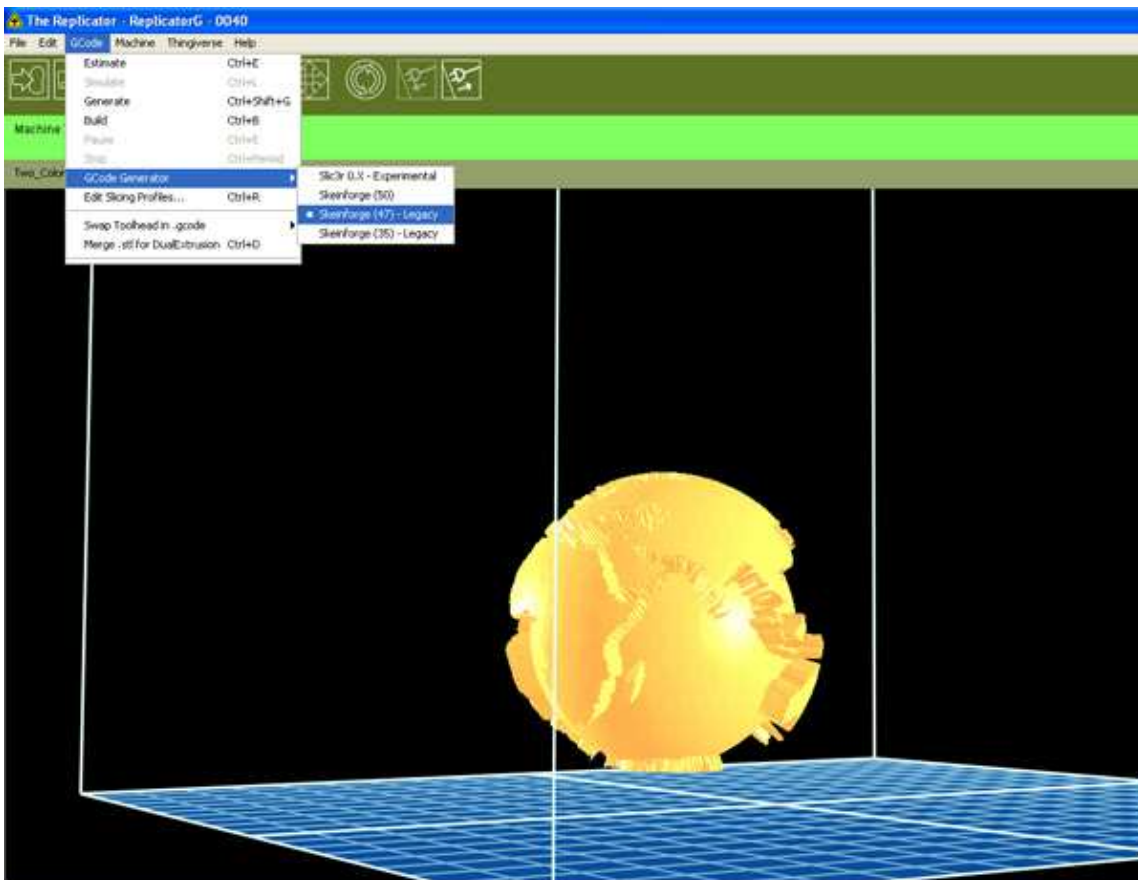 The Replicator - ReplicatorG - 0040
File Edit GCode Machine Thingiverse Help
Estimate Ctrl+E
Simulate Ctrl+L
Generate Ctrl+Shift+G
Build Ctrl+B
Pause Ctrl+E
Stop Ctrl+Period
Machine
Two_Color
GCode Generator
Edit Slicing Profiles... Ctrl+R
Swap Toolhead in .gcode
Merge .stl for DualExtrusion Ctrl+D
Slic3r 0.X - Experimental
Skeinforge (50)
Skeinforge (47) - Legacy
Skeinforge (35) - Legacy